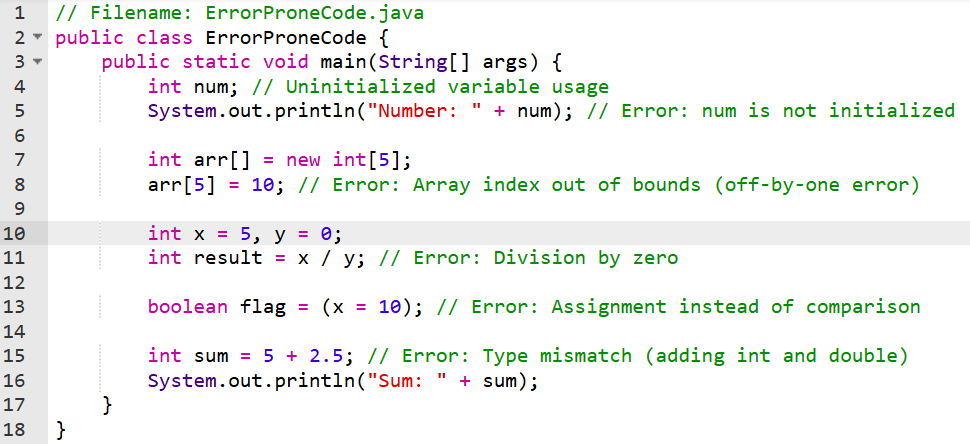 1 // Filename: ErrorProneCode.java
2 public class ErrorProneCode {
3     public static void main(String[] args) {
4         int num; // Uninitialized variable usage
5         System.out.println("Number: " + num); // Error: num is not initialized
6
7         int arr[] = new int[5];
8         arr[5] = 10; // Error: Array index out of bounds (off-by-one error)
9
10         int x = 5, y = 0;
11         int result = x / y; // Error: Division by zero
12
13         boolean flag = (x = 10); // Error: Assignment instead of comparison
14
15         int sum = 5 + 2.5; // Error: Type mismatch (adding int and double)
16         System.out.println("Sum: " + sum);
17     }
18 }